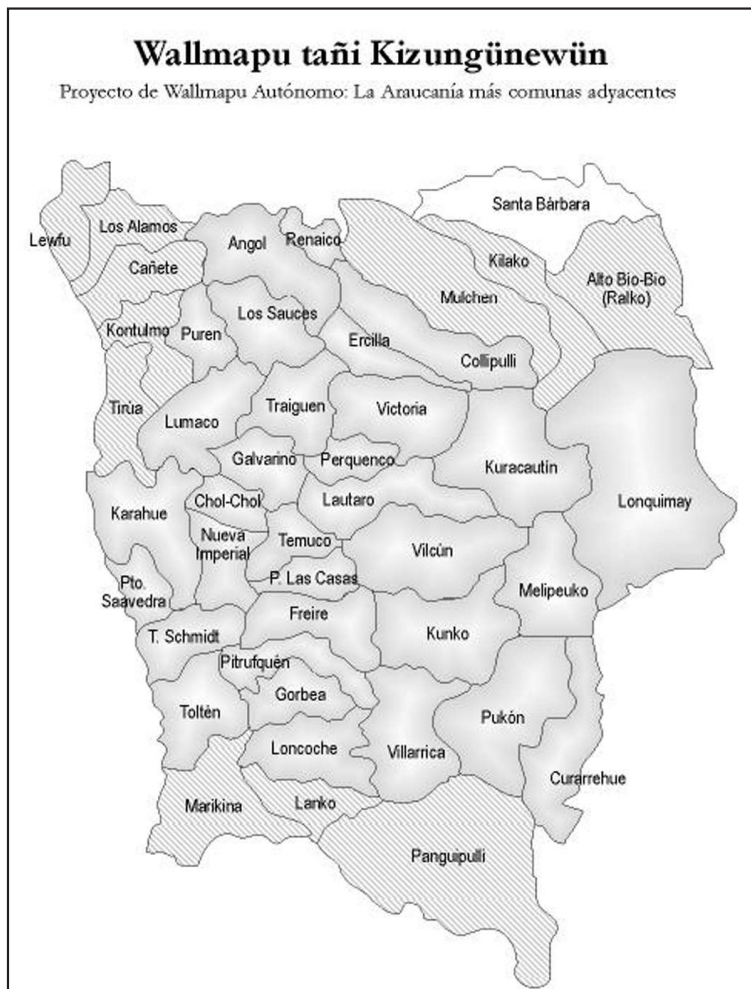 Wallmapu tañi Kizungünewün
Proyecto de Wallmapu Autónomo: La Araucanía más comunas adyacentes
Santa Bárbara
Lewfu
Los Alamos
Angol
Renaico
Cañete
Kilako
Alto Bio-Bio
(Ralko)
Mulchen
Kontulmo
Puren
Los Sauces
Ercilla
Collipulli
Tirúa
Lumaco
Traiguen
Victoria
Galvarino
Perquenco
Kuracautín
Chol-Chol
Lautaro
Lonquimay
Karahue
Nueva
Imperial
Temuco
Vilcún
Pto.
Saavedra
P. Las Casas
Melipeuko
T. Schmidt
Freire
Kunko
Pitrufquén
Gorbea
Toltén
Pukón
Loncoche
Villarrica
Curarrehue
Marikina
Lanko
Panguipulli